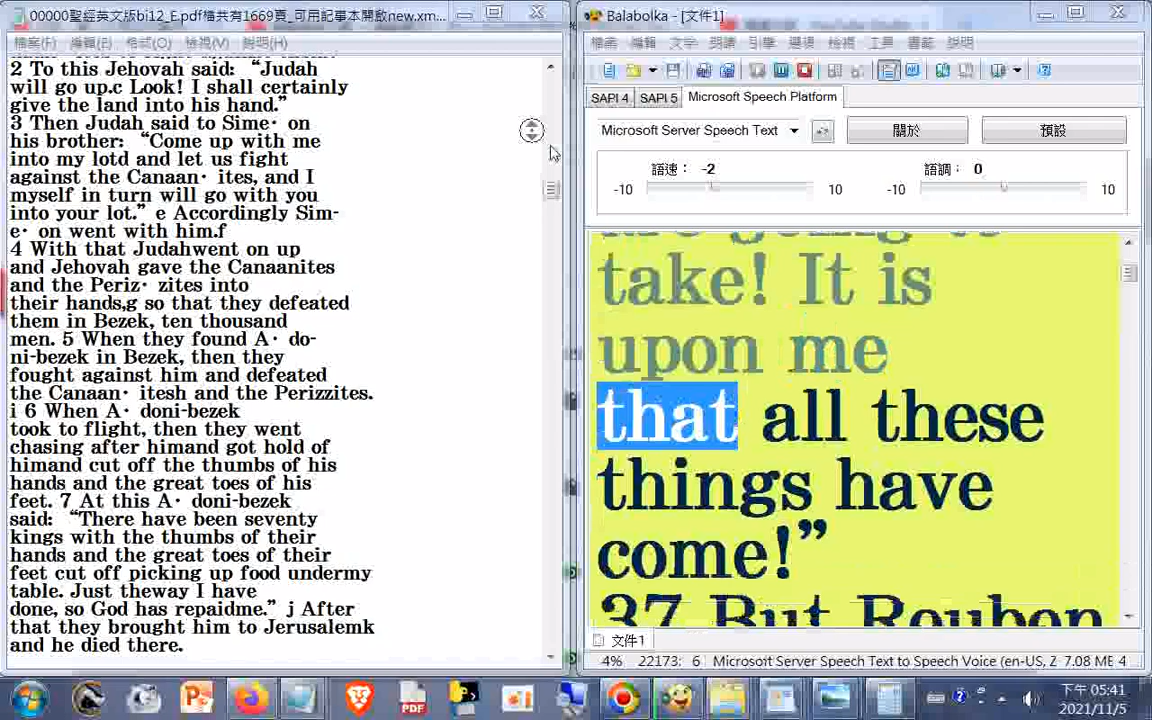 00000聖經英文版bi12_E.pdf檔共有1669頁_可用記事本開啟new.xm...
檔案(F) 編輯(E) 格式(O) 檢視(V) 說明(H)
2 To this Jehovah said: “Judah
will go up.c Look! I shall certainly
give the land into his hand.”
3 Then Judah said to Sime· on
his brother: “Come up with me
into my lotd and let us fight
against the Canaan· ites, and I
myself in turn will go with you
into your lot.” e Accordingly Sim-
e· on went with him.f
4 With that Judahwent on up
and Jehovah gave the Canaanites
and the Periz· zites into
their hands,g so that they defeated
them in Bezek, ten thousand
men. 5 When they found A· do-
ni-bezek in Bezek, then they
fought against him and defeated
the Canaan· itesh and the Perizzites.
i 6 When A· doni-bezek
took to flight, then they went
chasing after himand got hold of
himand cut off the thumbs of his
hands and the great toes of his
feet. 7 At this A· doni-bezek
said: “There have been seventy
kings with the thumbs of their
hands and the great toes of their
feet cut off picking up food undermy
table. Just theway I have
done, so God has repaidme.” j After
that they brought him to Jerusalemk
and he died there.
Balabolka - [文件1]
檔案 編輯 文字 朗讀 引擎 選項 檢視 工具 書籤 說明
SAPI 4 SAPI 5 Microsoft Speech Platform
Microsoft Server Speech Text 關於 預設
語速： -2 語調： 0
-10 10 -10 10
are going to
take! It is
upon me
that all these
things have
come!”
37 But Reuben
文件1
4% 22173: 6 Microsoft Server Speech Text to Speech Voice (en-US, Z 7.08 MB 4
PDF
下午 05:41
2021/11/5